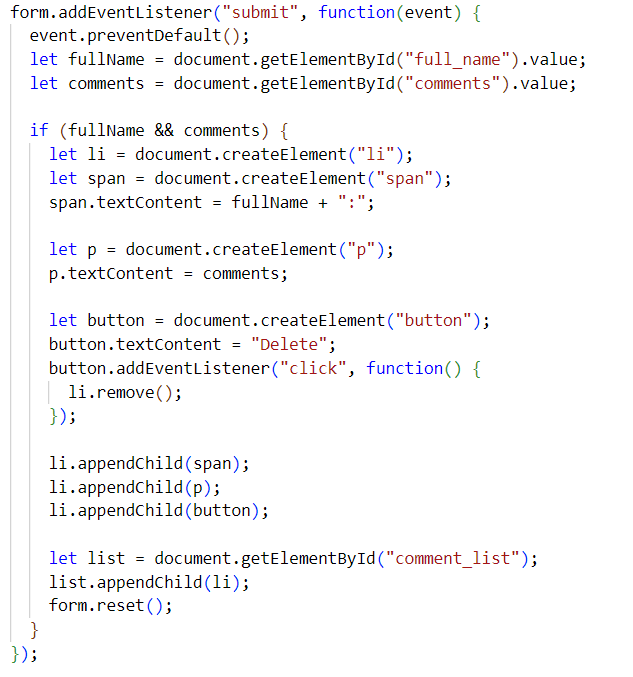 form.addEventListener("submit", function(event) {
  event.preventDefault();
  let fullName = document.getElementById("full_name").value;
  let comments = document.getElementById("comments").value;

  if (fullName && comments) {
    let li = document.createElement("li");
    let span = document.createElement("span");
    span.textContent = fullName + ":";

    let p = document.createElement("p");
    p.textContent = comments;

    let button = document.createElement("button");
    button.textContent = "Delete";
    button.addEventListener("click", function() {
      li.remove();
    });

    li.appendChild(span);
    li.appendChild(p);
    li.appendChild(button);

    let list = document.getElementById("comment_list");
    list.appendChild(li);
    form.reset();
  }
});